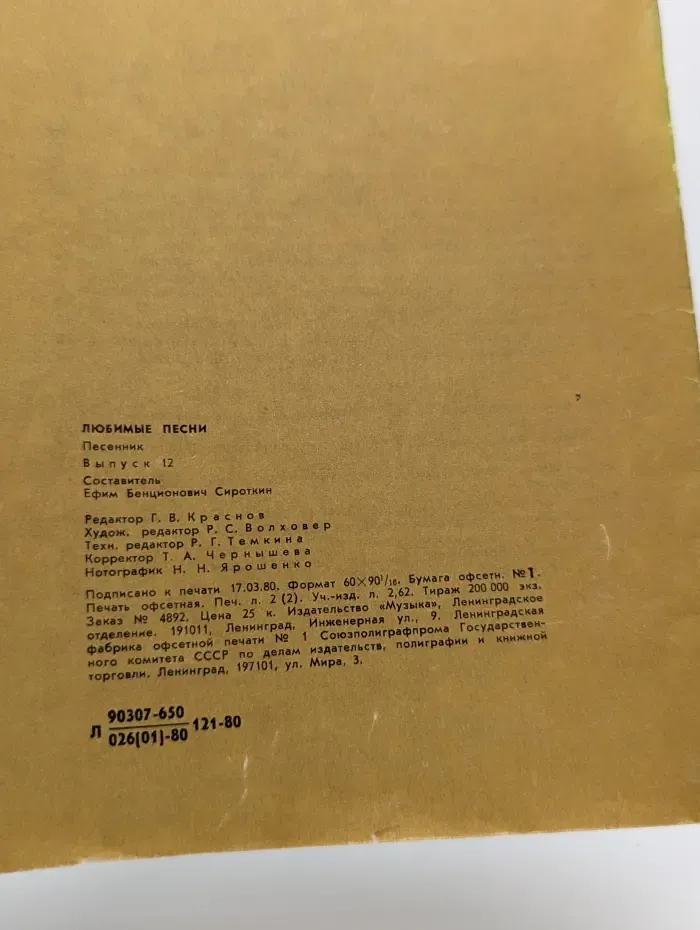 ЛЮБИМЫЕ ПЕСНИ
Песенник
Выпуск 12
Составитель
Ефим Бенционович Сироткин
Редактор Г. В. Краснов
Худож. редактор Р. С. Волховер
Техн. редактор Р. Г. Темкина
Корректор Т. А. Чернышева
Нотографик Н. Н. Ярошенко
Подписано к печати 17.03.80. Формат 60×90¹/₁₆. Бумага офсетн. №1.
Печать офсетная. Печ. л. 2 (2). Уч.-изд. л. 2,62. Тираж 200 000 экз.
Заказ № 4892. Цена 25 к. Издательство «Музыка», Ленинградское
отделение. 191011, Ленинград, Инженерная ул., 9. Ленинградская
фабрика офсетной печати № 1 Союзполиграфпрома Государствен-
ного комитета СССР по делам издательств, полиграфии и книжной
торговли. Ленинград, 197101, ул. Мира, 3.
90307-650
Л 121-80
026(01)-80